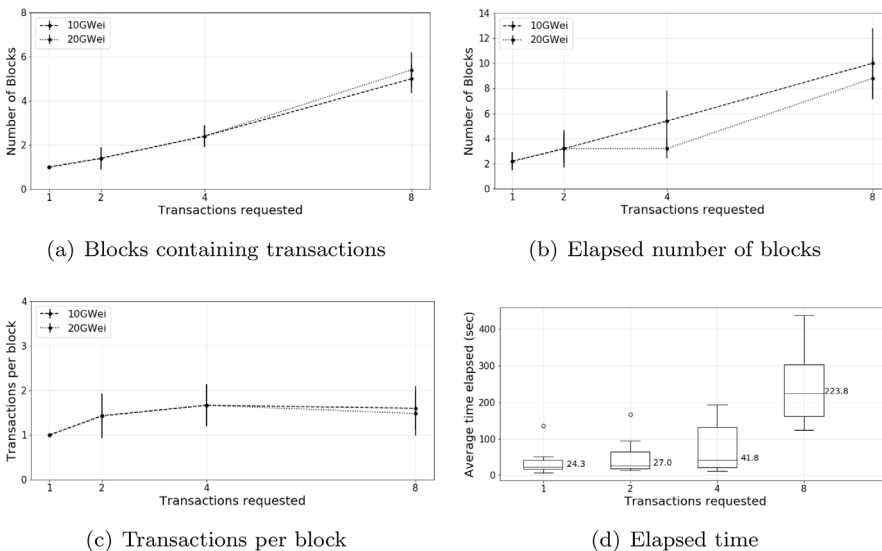 8
6
4
2
0
Number of Blocks
10GWei
20GWei
1 2 4 8
Transactions requested
(a) Blocks containing transactions
14
12
10
8
6
4
2
0
Number of Blocks
10GWei
20GWei
1 2 4 8
Transactions requested
(b) Elapsed number of blocks
4
3
2
1
0
Transactions per block
10GWei
20GWei
1 2 4 8
Transactions requested
(c) Transactions per block
400
300
200
100
0
Average time elapsed (sec)
24.3
27.0
41.8
223.8
1 2 4 8
Transactions requested
(d) Elapsed time